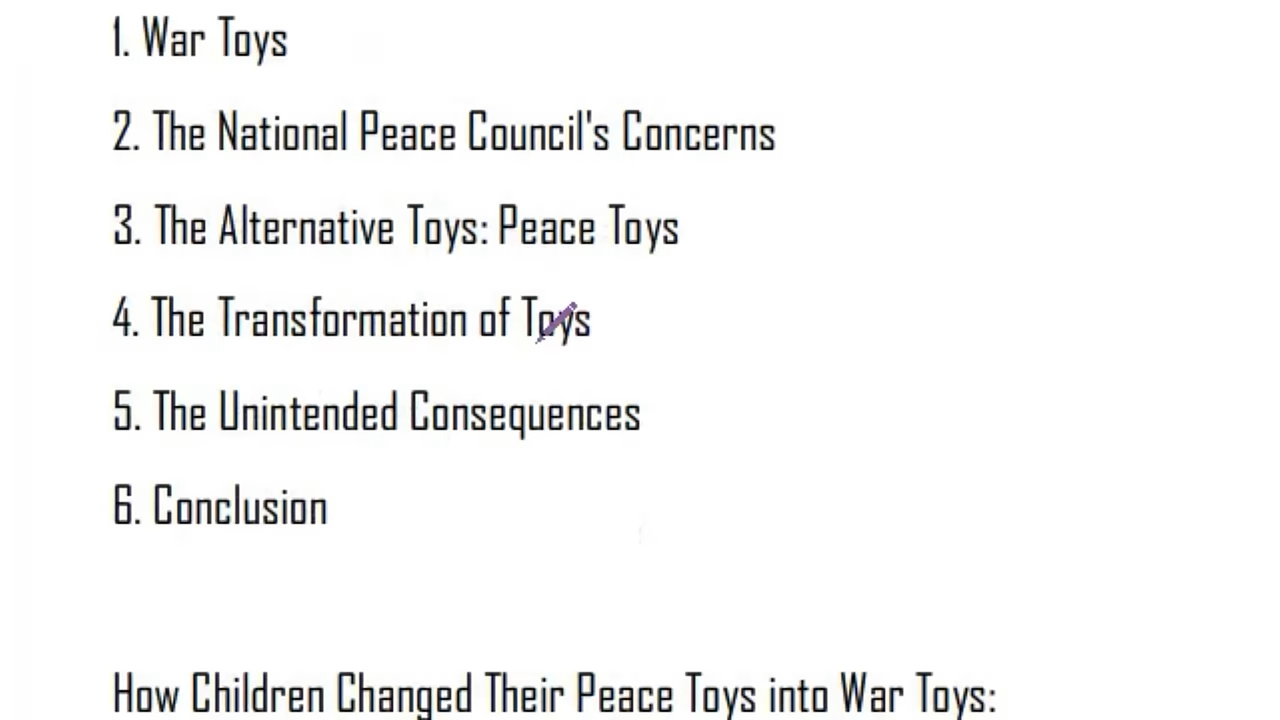 1. War Toys
2. The National Peace Council's Concerns
3. The Alternative Toys: Peace Toys
4. The Transformation of Toys
5. The Unintended Consequences
6. Conclusion
How Children Changed Their Peace Toys into War Toys: